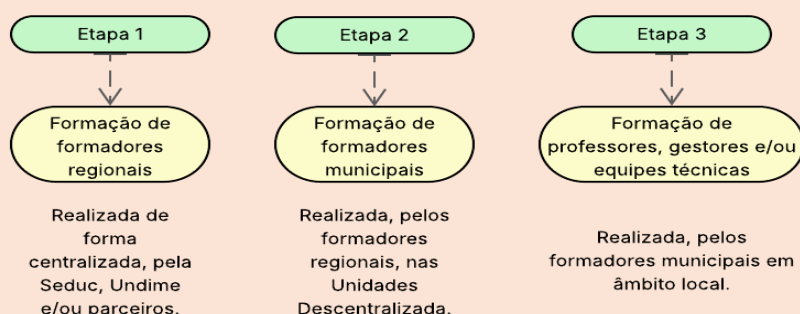 Etapa 1
Formação de
formadores
regionais
Realizada de
forma
centralizada, pela
Seduc, Undime
e/ou parceiros.
Etapa 2
Formação de
formadores
municipais
Realizada, pelos
formadores
regionais, nas
Unidades
Descentralizada.
Etapa 3
Formação de
professores, gestores e/ou
equipes técnicas
Realizada, pelos
formadores municipais em
âmbito local.